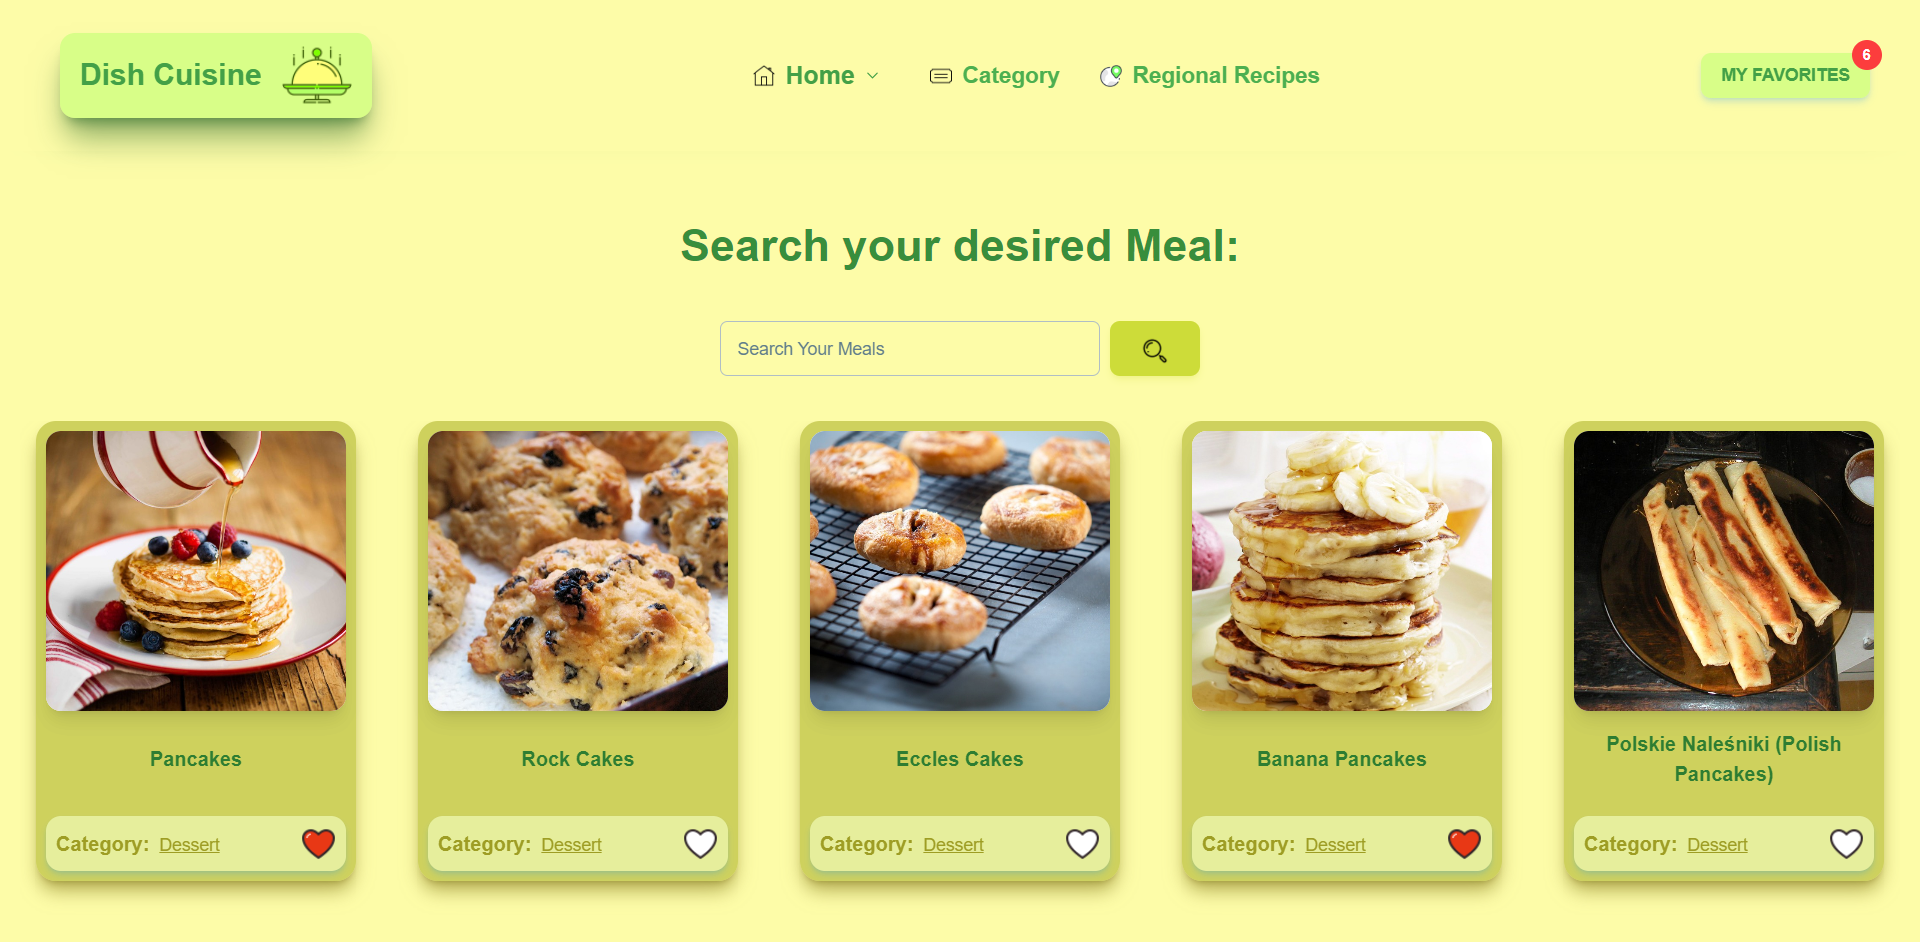 Dish Cuisine
Home
Category
Regional Recipes
MY FAVORITES
6
Search your desired Meal:
Search Your Meals
Pancakes
Category: Dessert
Rock Cakes
Category: Dessert
Eccles Cakes
Category: Dessert
Banana Pancakes
Category: Dessert
Polskie Naleśniki (Polish
Pancakes)
Category: Dessert